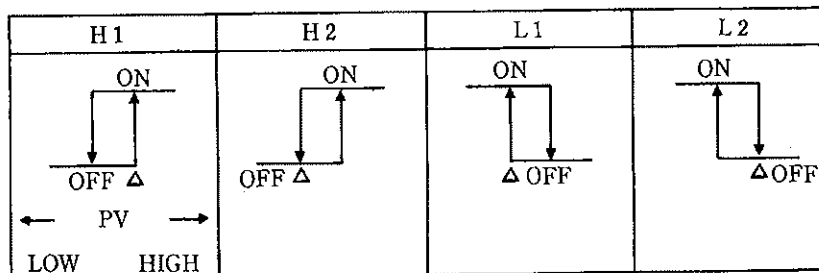 H1 H2 L1 L2
ON ON ON ON
OFF △ OFF △ △ OFF △ OFF
← PV →
LOW HIGH